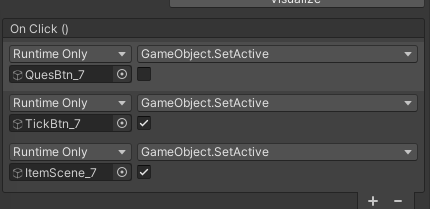 Visualize
On Click ()
Runtime Only GameObject.SetActive
QuesBtn_7
Runtime Only GameObject.SetActive
TickBtn_7
Runtime Only GameObject.SetActive
ItemScene_7
+ −